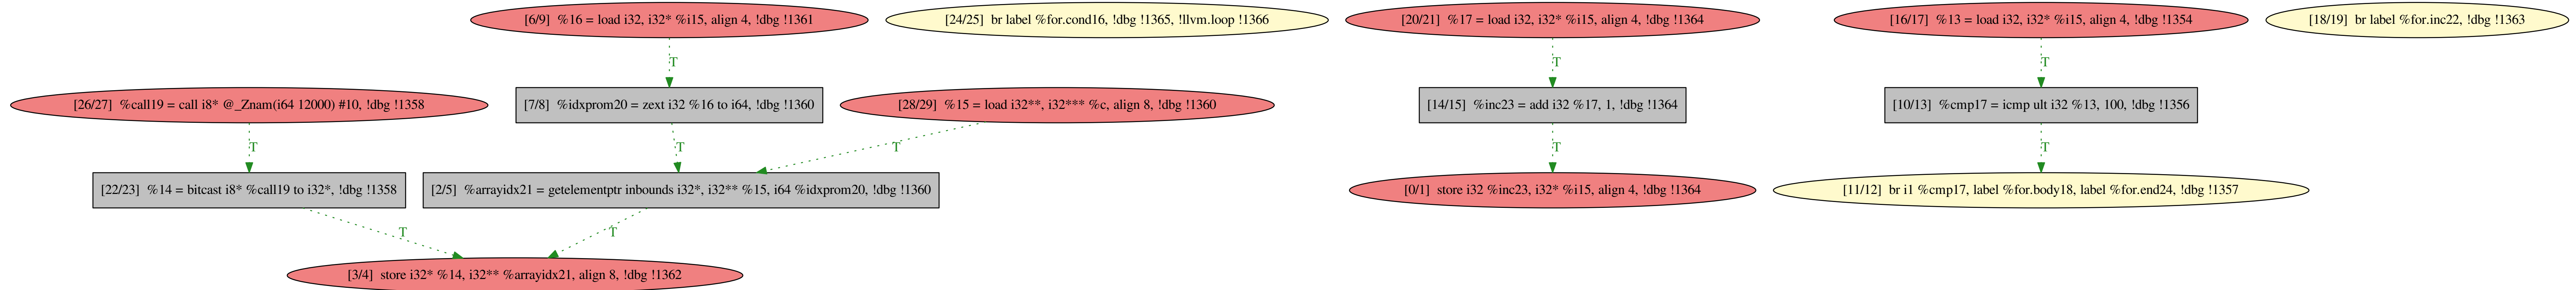 [6/9]  %16 = load i32, i32* %i15, align 4, !dbg !1361
[24/25]  br label %for.cond16, !dbg !1365, !llvm.loop !1366
[20/21]  %17 = load i32, i32* %i15, align 4, !dbg !1364
[16/17]  %13 = load i32, i32* %i15, align 4, !dbg !1354
[18/19]  br label %for.inc22, !dbg !1363
T
T
T
[26/27]  %call19 = call i8* @_Znam(i64 12000) #10, !dbg !1358
[7/8]  %idxprom20 = zext i32 %16 to i64, !dbg !1360
[28/29]  %15 = load i32**, i32*** %c, align 8, !dbg !1360
[14/15]  %inc23 = add i32 %17, 1, !dbg !1364
[10/13]  %cmp17 = icmp ult i32 %13, 100, !dbg !1356
T
T
T
T
T
[22/23]  %14 = bitcast i8* %call19 to i32*, !dbg !1358
[2/5]  %arrayidx21 = getelementptr inbounds i32*, i32** %15, i64 %idxprom20, !dbg !1360
[0/1]  store i32 %inc23, i32* %i15, align 4, !dbg !1364
[11/12]  br i1 %cmp17, label %for.body18, label %for.end24, !dbg !1357
T
T
[3/4]  store i32* %14, i32** %arrayidx21, align 8, !dbg !1362